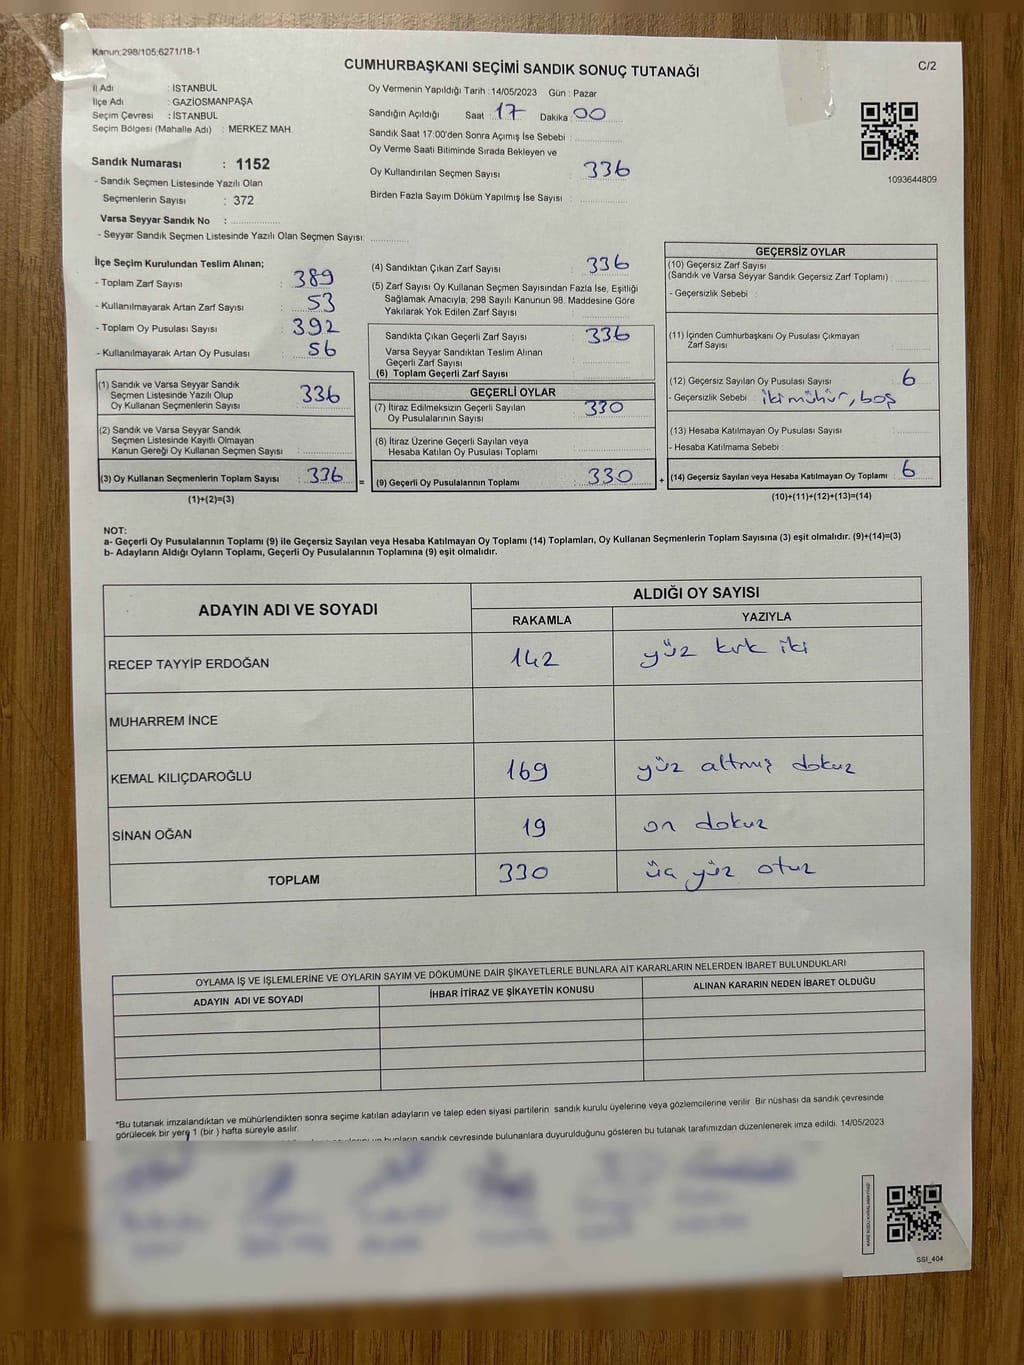 Kanun:298/105;6271/18-1
CUMHURBAŞKANI SEÇİMİ SANDIK SONUÇ TUTANAĞI
C/2
İl Adı : İSTANBUL
İlçe Adı : GAZİOSMANPAŞA
Seçim Çevresi : İSTANBUL
Seçim Bölgesi (Mahalle Adı) : MERKEZ MAH.
Sandık Numarası : 1152
- Sandık Seçmen Listesinde Yazılı Olan
Seçmenlerin Sayısı : 372
Varsa Seyyar Sandık No :
- Seyyar Sandık Seçmen Listesinde Yazılı Olan Seçmen Sayısı:
Oy Vermenin Yapıldığı Tarih : 14/05/2023 Gün : Pazar
Sandığın Açıldığı Saat : 17 Dakika : 00
Sandık Saat 17:00'den Sonra Açımış İse Sebebi :
Oy Verme Saati Bitiminde Sırada Bekleyen ve
Oy Kullandırılan Seçmen Sayısı : 336
Birden Fazla Sayım Döküm Yapılmış İse Sayısı :
1093644809
İlçe Seçim Kurulundan Teslim Alınan;
- Toplam Zarf Sayısı : 389
- Kullanılmayarak Artan Zarf Sayısı : 53
- Toplam Oy Pusulası Sayısı : 392
- Kullanılmayarak Artan Oy Pusulası : 56
(1) Sandık ve Varsa Seyyar Sandık
Seçmen Listesinde Yazılı Olup
Oy Kullanan Seçmenlerin Sayısı : 336
(2) Sandık ve Varsa Seyyar Sandık
Seçmen Listesinde Kayıtlı Olmayan
Kanun Gereği Oy Kullanan Seçmen Sayısı :
(3) Oy Kullanan Seçmenlerin Toplam Sayısı : 336
(1)+(2)=(3)
=
(4) Sandıktan Çıkan Zarf Sayısı : 336
(5) Zarf Sayısı Oy Kullanan Seçmen Sayısından Fazla İse, Eşitliği
Sağlamak Amacıyla; 298 Sayılı Kanunun 98. Maddesine Göre
Yakılarak Yok Edilen Zarf Sayısı :
Sandıkta Çıkan Geçerli Zarf Sayısı : 336
Varsa Seyyar Sandıktan Teslim Alınan
Geçerli Zarf Sayısı :
(6) Toplam Geçerli Zarf Sayısı :
GEÇERLİ OYLAR
(7) İtiraz Edilmeksizin Geçerli Sayılan
Oy Pusulalarının Sayısı : 330
(8) İtiraz Üzerine Geçerli Sayılan veya
Hesaba Katılan Oy Pusulası Toplamı :
(9) Geçerli Oy Pusulalarının Toplamı : 330
+
GEÇERSİZ OYLAR
(10) Geçersiz Zarf Sayısı
(Sandık ve Varsa Seyyar Sandık Geçersiz Zarf Toplamı) :
- Geçersizlik Sebebi :
(11) İçinden Cumhurbaşkanı Oy Pusulası Çıkmayan
Zarf Sayısı
(12) Geçersiz Sayılan Oy Pusulası Sayısı : 6
- Geçersizlik Sebebi : iki mühür, boş
(13) Hesaba Katılmayan Oy Pusulası Sayısı
- Hesaba Katılmama Sebebi :
(14) Geçersiz Sayılan veya Hesaba Katılmayan Oy Toplamı : 6
(10)+(11)+(12)+(13)=(14)
NOT:
a- Geçerli Oy Pusulalarının Toplamı (9) ile Geçersiz Sayılan veya Hesaba Katılmayan Oy Toplamı (14) Toplamları, Oy Kullanan Seçmenlerin Toplam Sayısına (3) eşit olmalıdır. (9)+(14)=(3)
b- Adayların Aldığı Oyların Toplamı, Geçerli Oy Pusulalarının Toplamına (9) eşit olmalıdır.
ADAYIN ADI VE SOYADI ALDIĞI OY SAYISI
RAKAMLA YAZIYLA
RECEP TAYYİP ERDOĞAN 142 yüz kırk iki
MUHARREM İNCE
KEMAL KILIÇDAROĞLU 169 yüz altmış dokuz
SİNAN OĞAN 19 on dokuz
TOPLAM 330 üç yüz otuz
OYLAMA İŞ VE İŞLEMLERİNE VE OYLARIN SAYIM VE DÖKÜMÜNE DAİR ŞİKAYETLERLE BUNLARA AİT KARARLARIN NELERDEN İBARET BULUNDUKLARI
ADAYIN ADI VE SOYADI İHBAR İTİRAZ VE ŞİKAYETİN KONUSU ALINAN KARARIN NEDEN İBARET OLDUĞU
*Bu tutanak imzalandıktan ve mühürlendikten sonra seçime katılan adayların ve talep eden siyasi partilerin sandık kurulu üyelerine veya gözlemcilerine verilir. Bir nüshası da sandık çevresinde
görülecek bir yerg 1 (bir ) hafta süreyle asılır.
bunların sandık çevresinde bulunanlara duyurulduğunu gösteren bu tutanak tarafımızdan düzenlenerek imza edildi. 14/05/2023
SSI_404